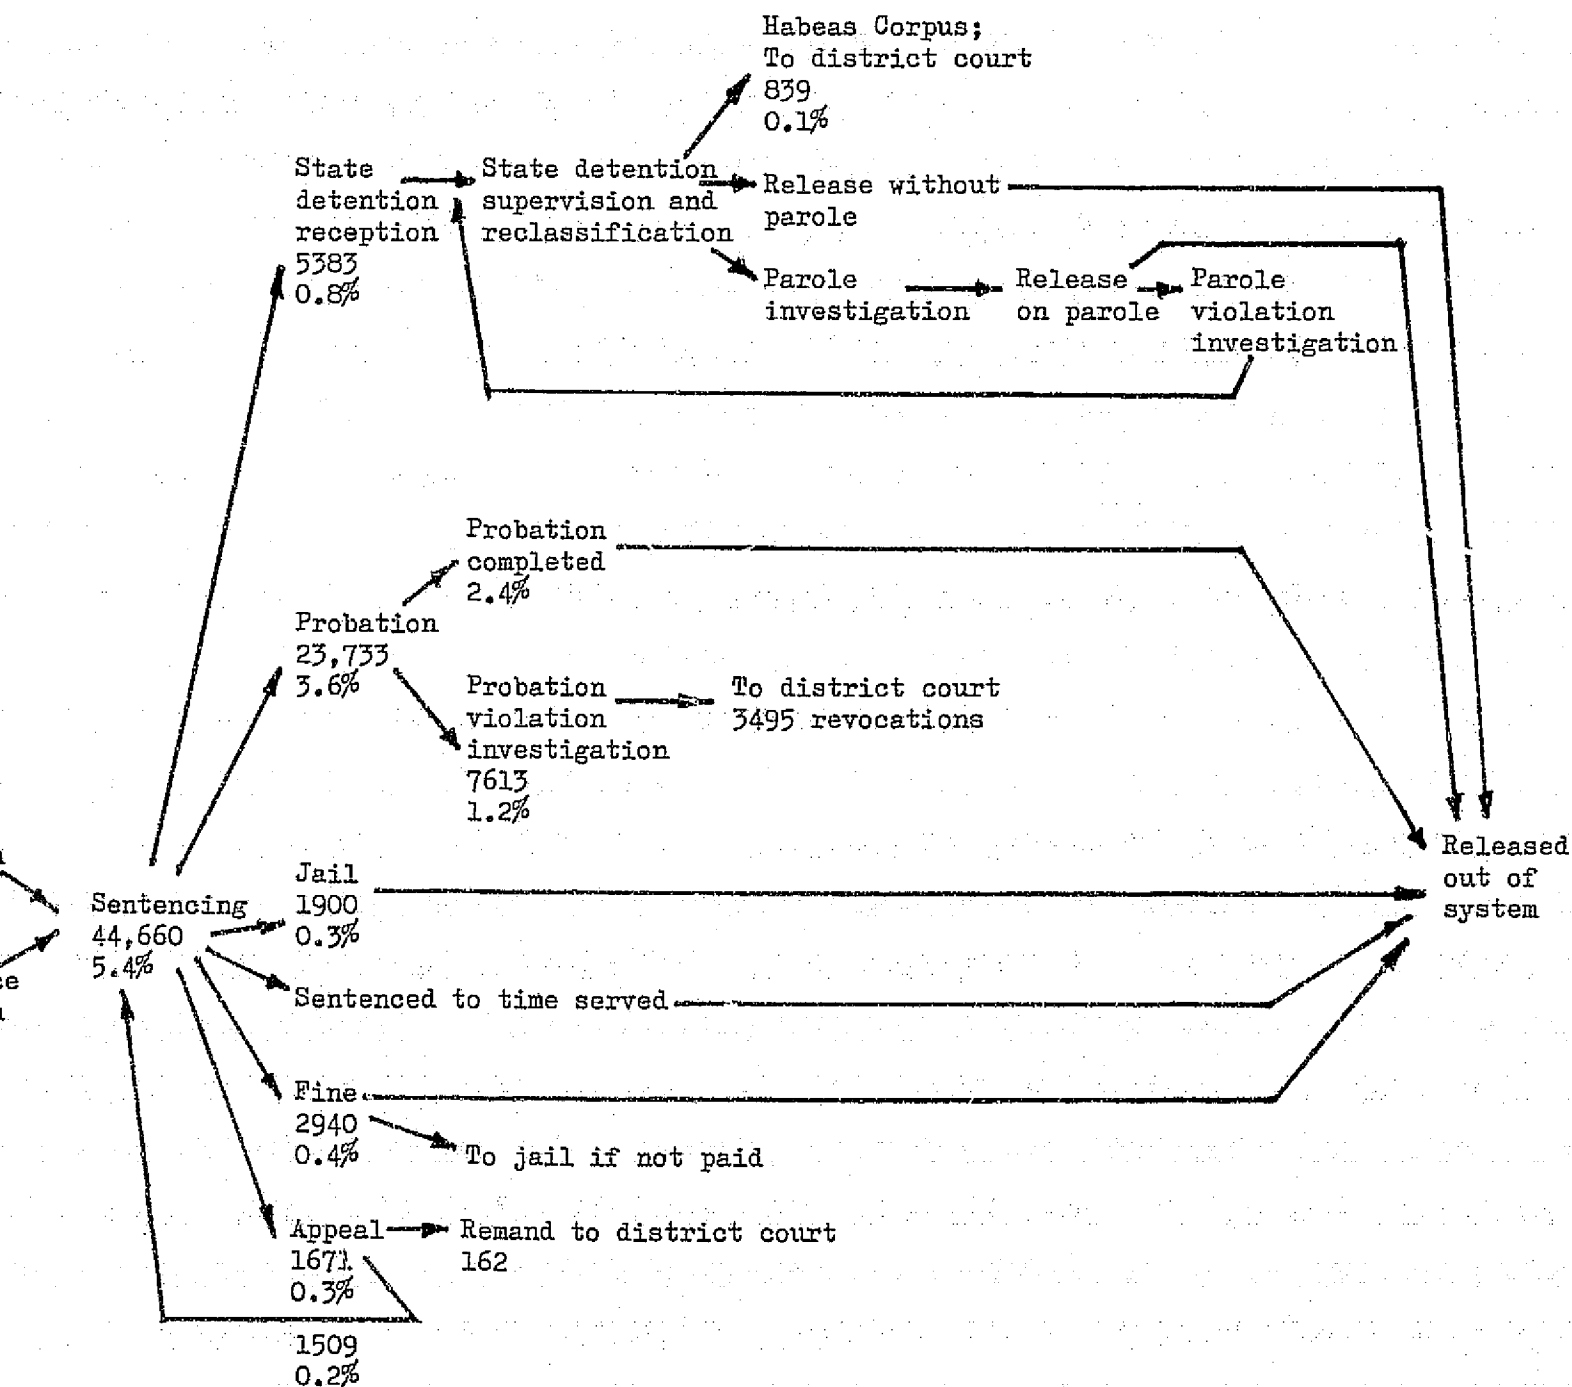 Habeas Corpus;
To district court
839
0.1%
State
detention
reception
5383
0.8%
State detention
supervision and
reclassification
Release without
parole
Parole
investigation
Release
on parole
Parole
violation
investigation
Probation
completed
2.4%
Probation
23,733
3.6%
Probation
violation
investigation
7613
1.2%
To district court
3495 revocations
Jail
1900
0.3%
Sentencing
44,660
5.4%
Released
out of
system
Sentenced to time served
Fine
2940
0.4%
To jail if not paid
Appeal
1671
0.3%
Remand to district court
162
1509
0.2%